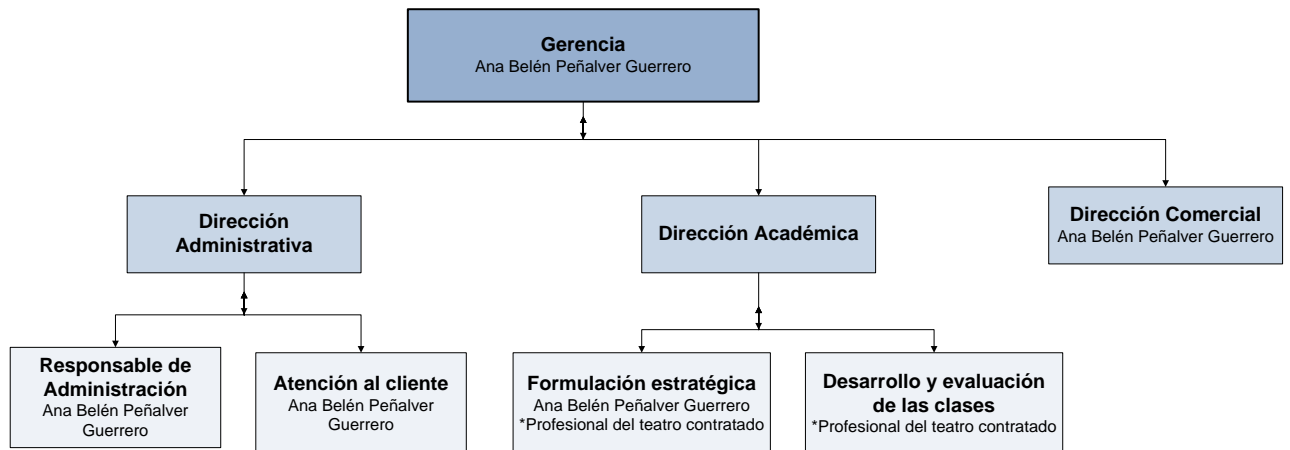 Gerencia
Ana Belén Peñalver Guerrero
Dirección
Administrativa
Dirección Académica
Dirección Comercial
Ana Belén Peñalver Guerrero
Responsable de
Administración
Ana Belén Peñalver
Guerrero
Atención al cliente
Ana Belén Peñalver
Guerrero
Formulación estratégica
Ana Belén Peñalver Guerrero
*Profesional del teatro contratado
Desarrollo y evaluación
de las clases
*Profesional del teatro contratado